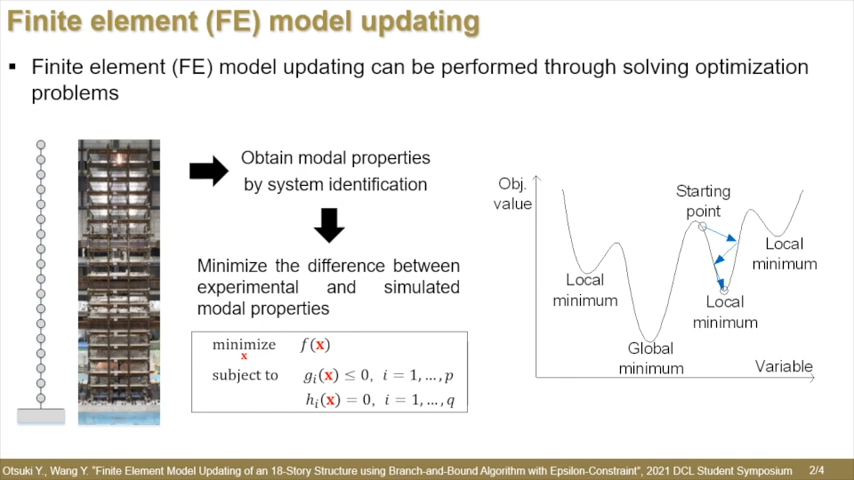 Finite element (FE) model updating
▪ Finite element (FE) model updating can be performed through solving optimization
problems
Obtain modal properties
by system identification
Minimize the difference between
experimental and simulated
modal properties
minimize f(x)
x
subject to gᵢ(x) ≤ 0, i = 1, …, p
hᵢ(x) = 0, i = 1, …, q
Obj.
value
Starting
point
Local
minimum
Local
minimum
Local
minimum
Global
minimum
Variable
Otsuki Y., Wang Y. "Finite Element Model Updating of an 18-Story Structure using Branch-and-Bound Algorithm with Epsilon-Constraint", 2021 DCL Student Symposium 2/4